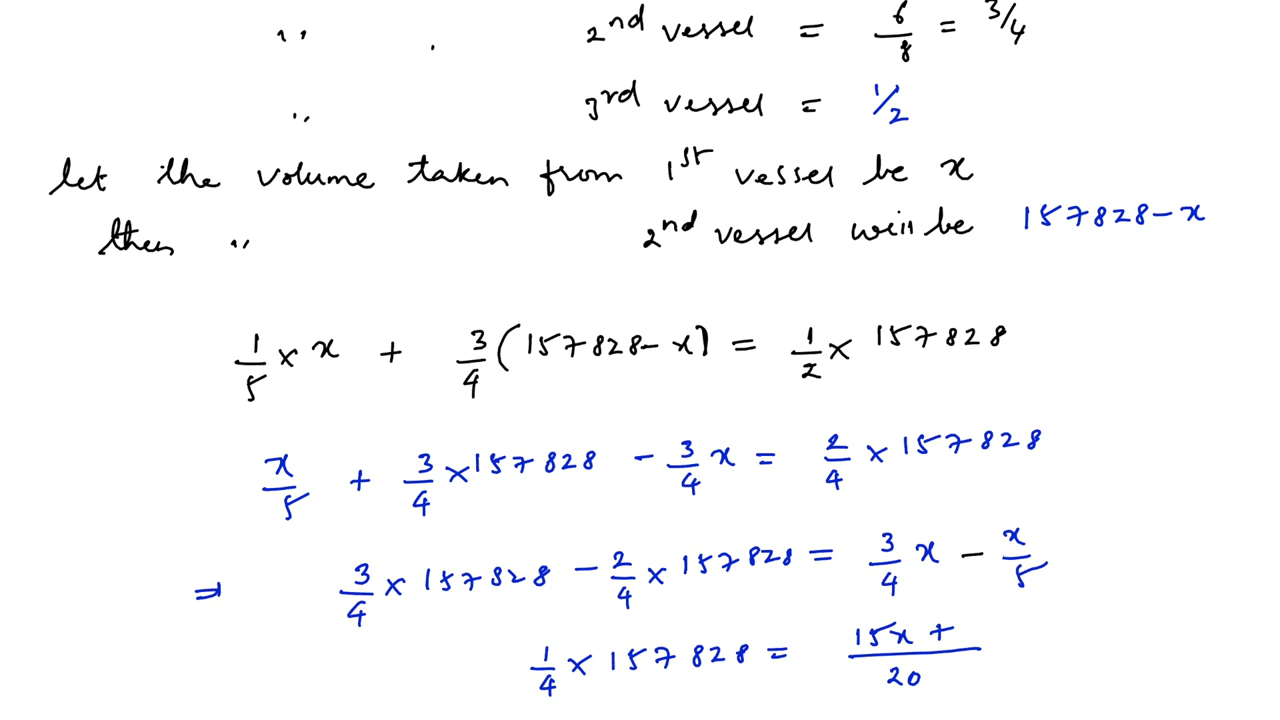 " 2nd vessel = 6/8 = 3/4
" 3rd vessel = 1/2
let the volume taken from 1st vessel be x
then " 2nd vessel will be 157828-x
1/5 × x + 3/4 (157828-x) = 1/2 × 157828
x/5 + 3/4 × 157828 - 3/4 x = 2/4 × 157828
⇒ 3/4 × 157828 - 2/4 × 157828 = 3/4 x - x/5
1/4 × 157828 = 15x + / 20